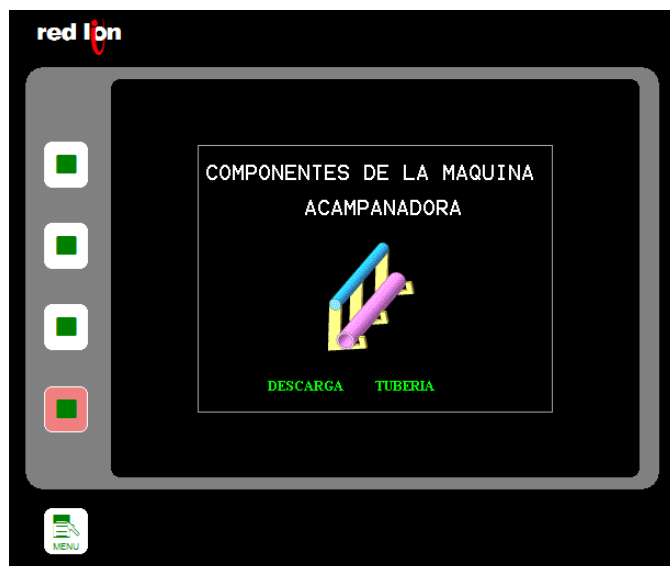 red lion
COMPONENTES DE LA MAQUINA
ACAMPANADORA
DESCARGA TUBERIA
MENU